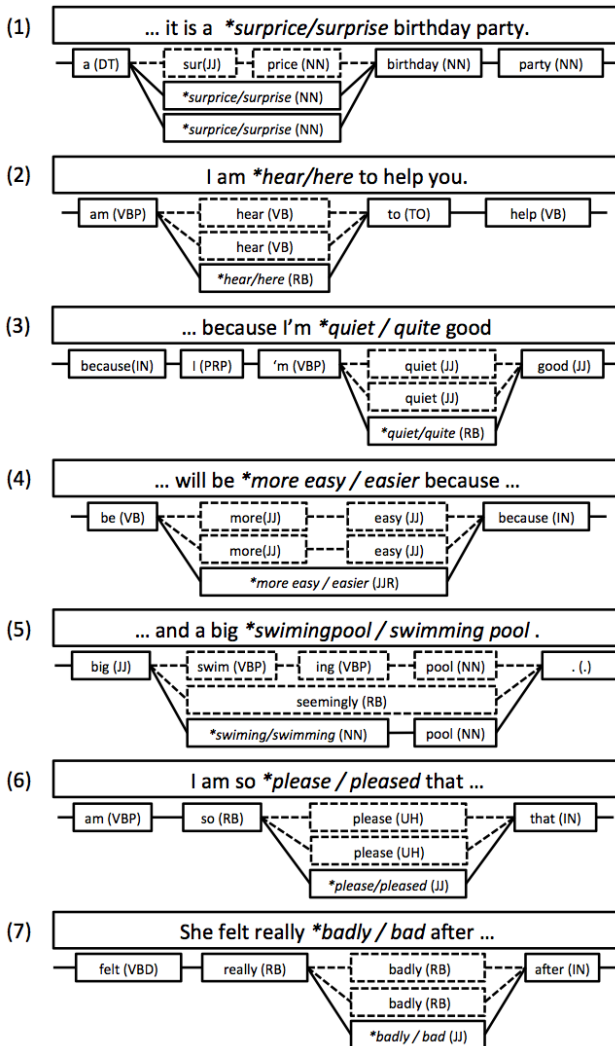 (1) … it is a *surprice/surprise birthday party.
a (DT) sur(JJ) price (NN) birthday (NN) party (NN)
*surprice/surprise (NN)
*surprice/surprise (NN)
(2) I am *hear/here to help you.
am (VBP) hear (VB) to (TO) help (VB)
hear (VB)
*hear/here (RB)
(3) … because I’m *quiet / quite good
because(IN) I (PRP) ‘m (VBP) quiet (JJ) good (JJ)
quiet (JJ)
*quiet/quite (RB)
(4) … will be *more easy / easier because …
be (VB) more(JJ) easy (JJ) because (IN)
more(JJ) easy (JJ)
*more easy / easier (JJR)
(5) … and a big *swimingpool / swimming pool .
big (JJ) swim (VBP) ing (VBP) pool (NN) . (.)
seemingly (RB)
*swiming/swimming (NN) pool (NN)
(6) I am so *please / pleased that …
am (VBP) so (RB) please (UH) that (IN)
please (UH)
*please/pleased (JJ)
(7) She felt really *badly / bad after …
felt (VBD) really (RB) badly (RB) after (IN)
badly (RB)
*badly / bad (JJ)